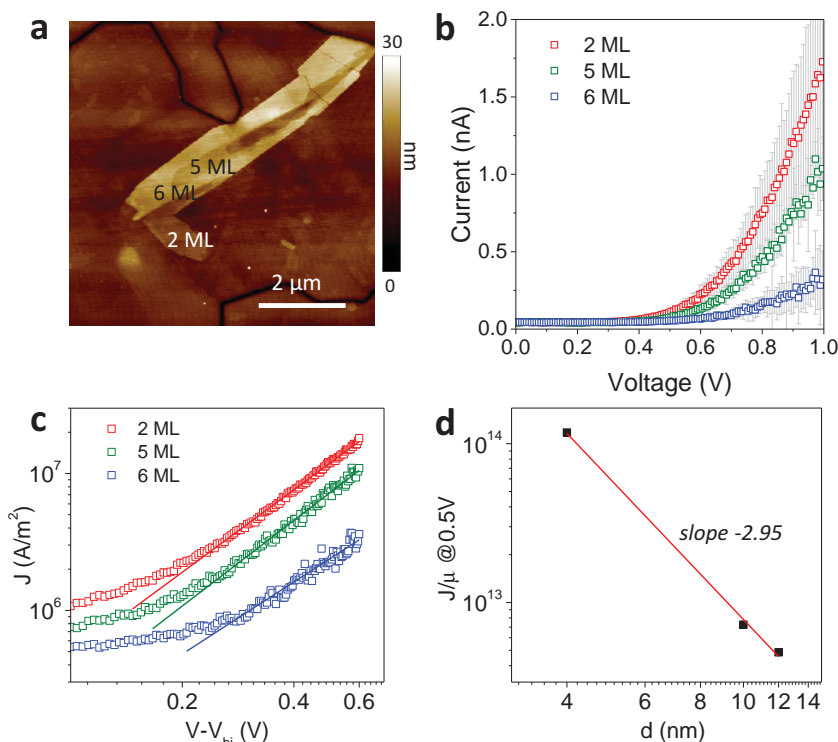 a
30
nm
0
5 ML
6 ML
2 ML
2 μm
b
2.0
1.5
1.0
0.5
0.0
Current (nA)
2 ML
5 ML
6 ML
0.0 0.2 0.4 0.6 0.8 1.0
Voltage (V)
c
10⁷
10⁶
J (A/m²)
2 ML
5 ML
6 ML
0.2 0.4 0.6
V-V_bi (V)
d
10¹⁴
10¹³
J/μ @0.5V
slope -2.95
4 6 8 10 12 14
d (nm)